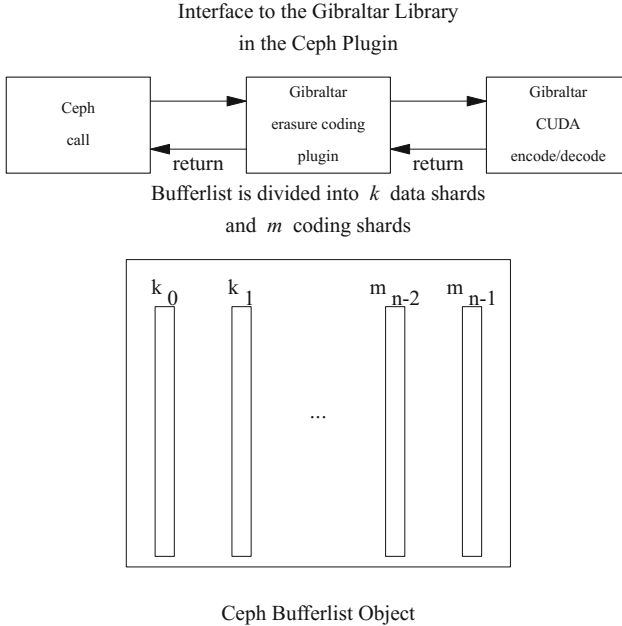 Interface to the Gibraltar Library
in the Ceph Plugin
Ceph
call
Gibraltar
erasure coding
plugin
Gibraltar
CUDA
encode/decode
return
return
Bufferlist is divided into k data shards
and m coding shards
k0 k1 ... mn-2 mn-1
Ceph Bufferlist Object